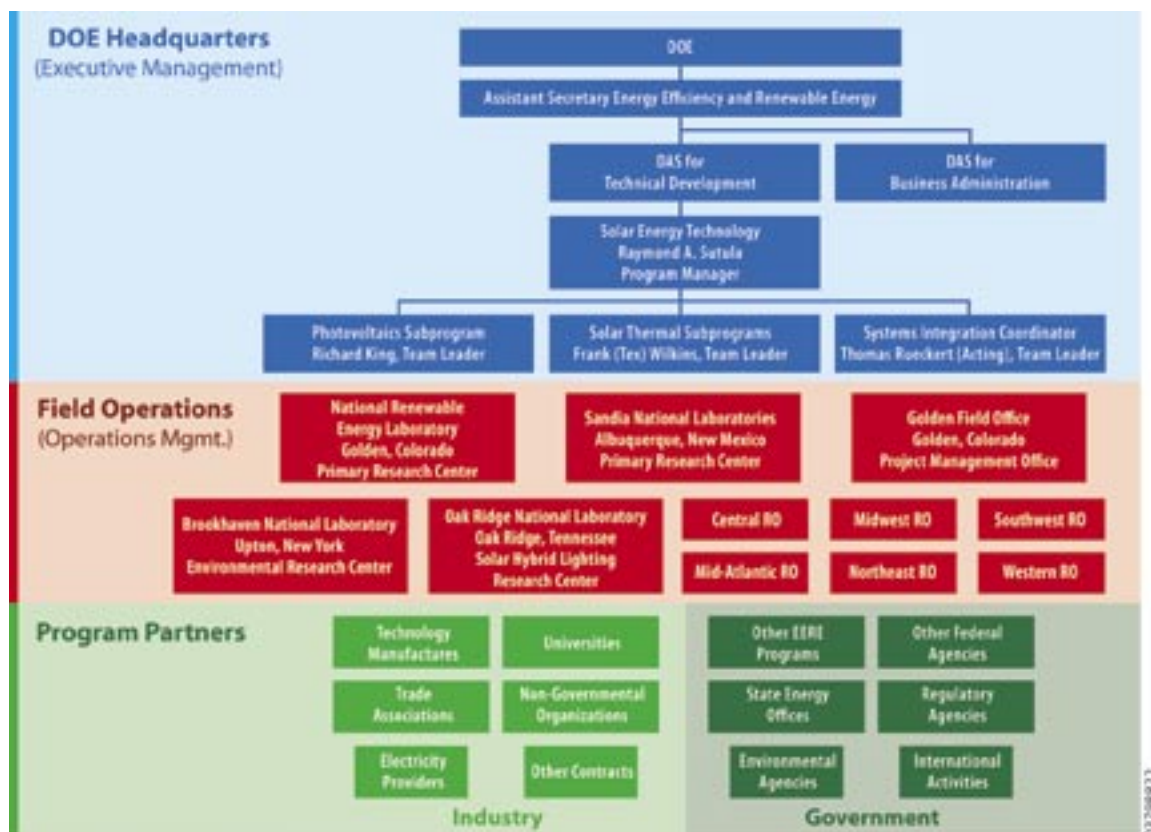 DOE Headquarters
(Executive Management)
DOE
Assistant Secretary Energy Efficiency and Renewable Energy
DAS for
Technical Development
DAS for
Business Administration
Solar Energy Technology
Raymond A. Sutula
Program Manager
Photovoltaics Subprogram
Richard King, Team Leader
Solar Thermal Subprograms
Frank (Tex) Wilkins, Team Leader
Systems Integration Coordinator
Thomas Rueckert (Acting), Team Leader
Field Operations
(Operations Mgmt.)
National Renewable
Energy Laboratory
Golden, Colorado
Primary Research Center
Sandia National Laboratories
Albuquerque, New Mexico
Primary Research Center
Golden Field Office
Golden, Colorado
Project Management Office
Brookhaven National Laboratory
Upton, New York
Environmental Research Center
Oak Ridge National Laboratory
Oak Ridge, Tennessee
Solar Hybrid Lighting
Research Center
Central RO
Midwest RO
Southwest RO
Mid-Atlantic RO
Northeast RO
Western RO
Program Partners
Technology
Manufactures
Universities
Other EERE
Programs
Other Federal
Agencies
Trade
Associations
Non-Governmental
Organizations
State Energy
Offices
Regulatory
Agencies
Electricity
Providers
Other Contracts
Environmental
Agencies
International
Activities
Industry
Government